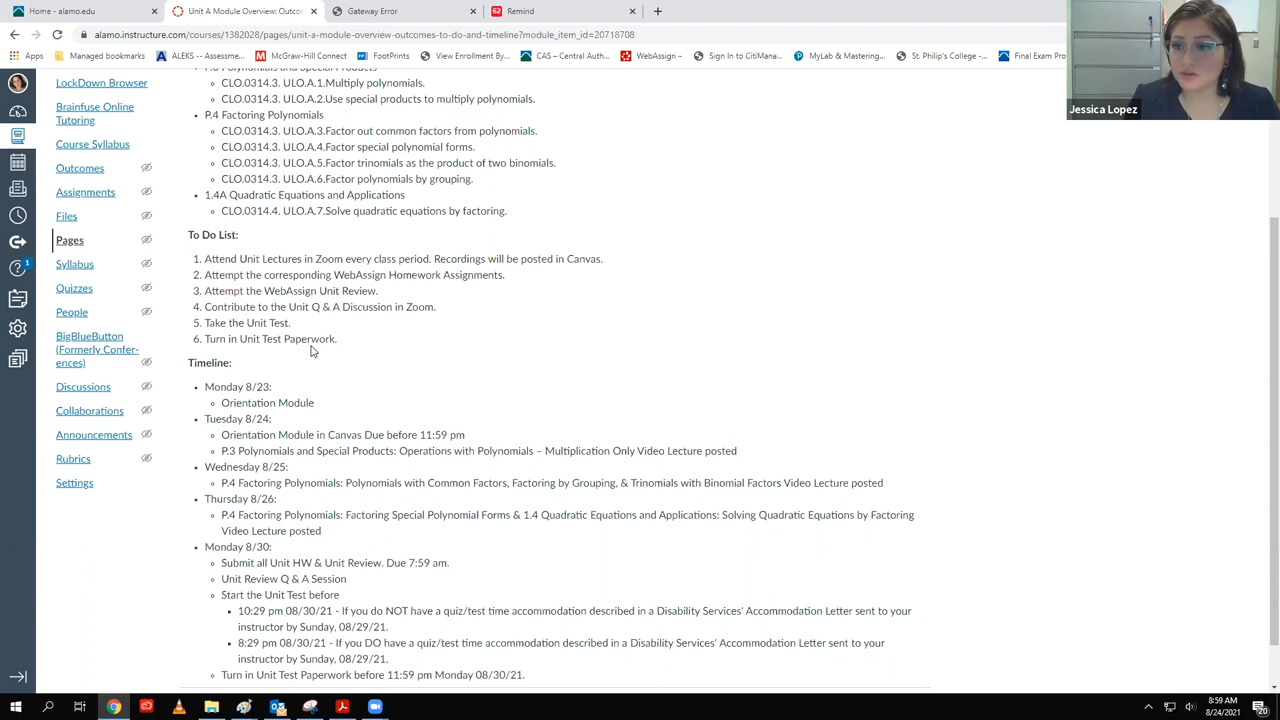 Home - alamo.edu
Unit A Module Overview: Outco
Gateway Error
62 Remind
alamo.instructure.com/courses/1382028/pages/unit-a-module-overview-outcomes-to-do-and-timeline?module_item_id=20718708
Apps
Managed bookmarks
ALEKS -- Assessme...
McGraw-Hill Connect
FootPrints
View Enrollment By...
CAS – Central Auth...
WebAssign –
Sign In to CitiMana...
MyLab & Mastering...
St. Philip's College -...
Final Exam Pro
Jessica Lopez
LockDown Browser
Brainfuse Online
Tutoring
Course Syllabus
Outcomes
Assignments
Files
Pages
Syllabus
Quizzes
People
BigBlueButton
(Formerly Confer-
ences)
Discussions
Collaborations
Announcements
Rubrics
Settings
1
P.3 Polynomials and Special Products
CLO.0314.3. ULO.A.1.Multiply polynomials.
CLO.0314.3. ULO.A.2.Use special products to multiply polynomials.
P.4 Factoring Polynomials
CLO.0314.3. ULO.A.3.Factor out common factors from polynomials.
CLO.0314.3. ULO.A.4.Factor special polynomial forms.
CLO.0314.3. ULO.A.5.Factor trinomials as the product of two binomials.
CLO.0314.3. ULO.A.6.Factor polynomials by grouping.
1.4A Quadratic Equations and Applications
CLO.0314.4. ULO.A.7.Solve quadratic equations by factoring.
To Do List:
1. Attend Unit Lectures in Zoom every class period. Recordings will be posted in Canvas.
2. Attempt the corresponding WebAssign Homework Assignments.
3. Attempt the WebAssign Unit Review.
4. Contribute to the Unit Q & A Discussion in Zoom.
5. Take the Unit Test.
6. Turn in Unit Test Paperwork.
Timeline:
Monday 8/23:
Orientation Module
Tuesday 8/24:
Orientation Module in Canvas Due before 11:59 pm
P.3 Polynomials and Special Products: Operations with Polynomials – Multiplication Only Video Lecture posted
Wednesday 8/25:
P.4 Factoring Polynomials: Polynomials with Common Factors, Factoring by Grouping, & Trinomials with Binomial Factors Video Lecture posted
Thursday 8/26:
P.4 Factoring Polynomials: Factoring Special Polynomial Forms & 1.4 Quadratic Equations and Applications: Solving Quadratic Equations by Factoring
Video Lecture posted
Monday 8/30:
Submit all Unit HW & Unit Review. Due 7:59 am.
Unit Review Q & A Session
Start the Unit Test before
10:29 pm 08/30/21 - If you do NOT have a quiz/test time accommodation described in a Disability Services' Accommodation Letter sent to your
instructor by Sunday, 08/29/21.
8:29 pm 08/30/21 - If you DO have a quiz/test time accommodation described in a Disability Services' Accommodation Letter sent to your
instructor by Sunday, 08/29/21.
Turn in Unit Test Paperwork before 11:59 pm Monday 08/30/21.
8:59 AM
8/24/2021
20